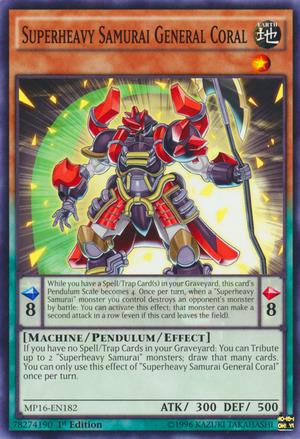 Superheavy Samurai General Coral
EARTH
地
While you have a Spell/Trap Card(s) in your Graveyard, this card's
Pendulum Scale becomes 4. Once per turn, when a "Superheavy
Samurai" monster you control destroys an opponent's monster
by battle: You can activate this effect; that monster can make a
second attack in a row (even if this card leaves the field).
8
8
[MACHINE/PENDULUM/EFFECT]
If you have no Spell/Trap Cards in your Graveyard: You can Tribute
up to 2 "Superheavy Samurai" monsters; draw that many cards.
You can only use this effect of "Superheavy Samurai General Coral"
once per turn.
MP16-EN182
ATK/ 300 DEF/ 500
78274190 1st Edition
©1996 KAZUKI TAKAHASHI